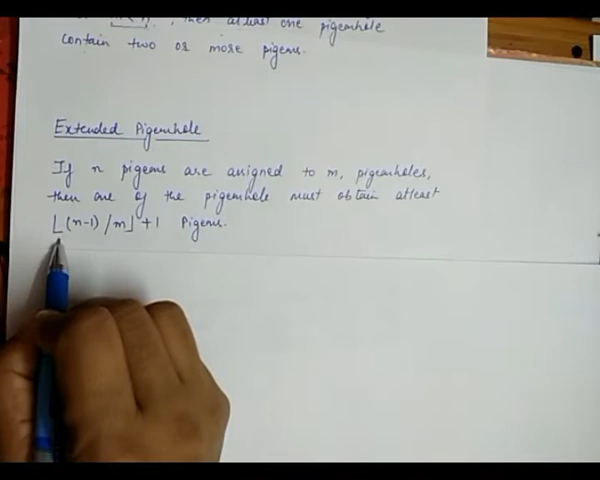 , then atleast one pigeonhole
contain two or more pigeons.
Extended Pigeonhole
If n pigeons are assigned to m, pigeonholes,
then one of the pigeonhole must obtain atleast
⌊(n-1)/m⌋ +1 Pigeons.